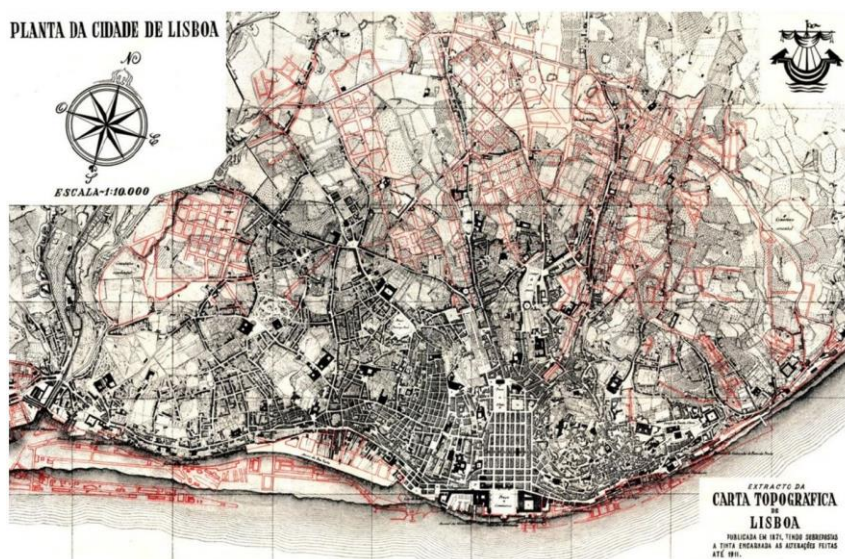 PLANTA DA CIDADE DE LISBOA
N
O
E
S
ESCALA-1:10.000
EXTRACTO DA
CARTA TOPOGRÁFICA
DE
LISBOA
PUBLICADA EM 1871, TENDO SOBREPOSTAS
A TINTA ENCARNADA AS ALTERAÇÕES FEITAS
ATÉ 1911.